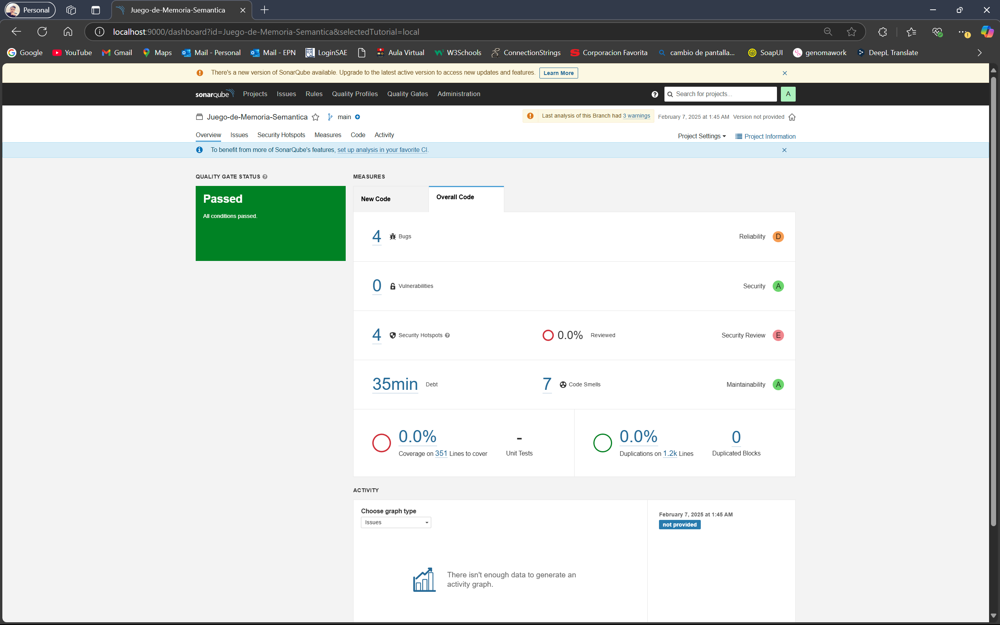 Personal
Juego-de-Memoria-Semantica
localhost:9000/dashboard?id=Juego-de-Memoria-Semantica&selectedTutorial=local
Google YouTube Gmail Maps Mail - Personal Mail - EPN LoginSAE Aula Virtual W3Schools ConnectionStrings Corporacion Favorita cambio de pantalla... SoapUI genomawork DeepL Translate
There's a new version of SonarQube available. Upgrade to the latest active version to access new updates and features. Learn More
sonarqube Projects Issues Rules Quality Profiles Quality Gates Administration Search for projects... A
Juego-de-Memoria-Semantica main Last analysis of this Branch had 3 warnings February 7, 2025 at 1:45 AM Version not provided
Overview Issues Security Hotspots Measures Code Activity Project Settings Project Information
To benefit from more of SonarQube's features, set up analysis in your favorite CI.
QUALITY GATE STATUS
Passed
All conditions passed.
MEASURES
New Code Overall Code
4 Bugs Reliability D
0 Vulnerabilities Security A
4 Security Hotspots 0.0% Reviewed Security Review E
35min Debt 7 Code Smells Maintainability A
0.0% - 0.0% 0
Coverage on 351 Lines to cover Unit Tests Duplications on 1.2k Lines Duplicated Blocks
ACTIVITY
Choose graph type
Issues
There isn't enough data to generate an
activity graph.
February 7, 2025 at 1:45 AM
not provided